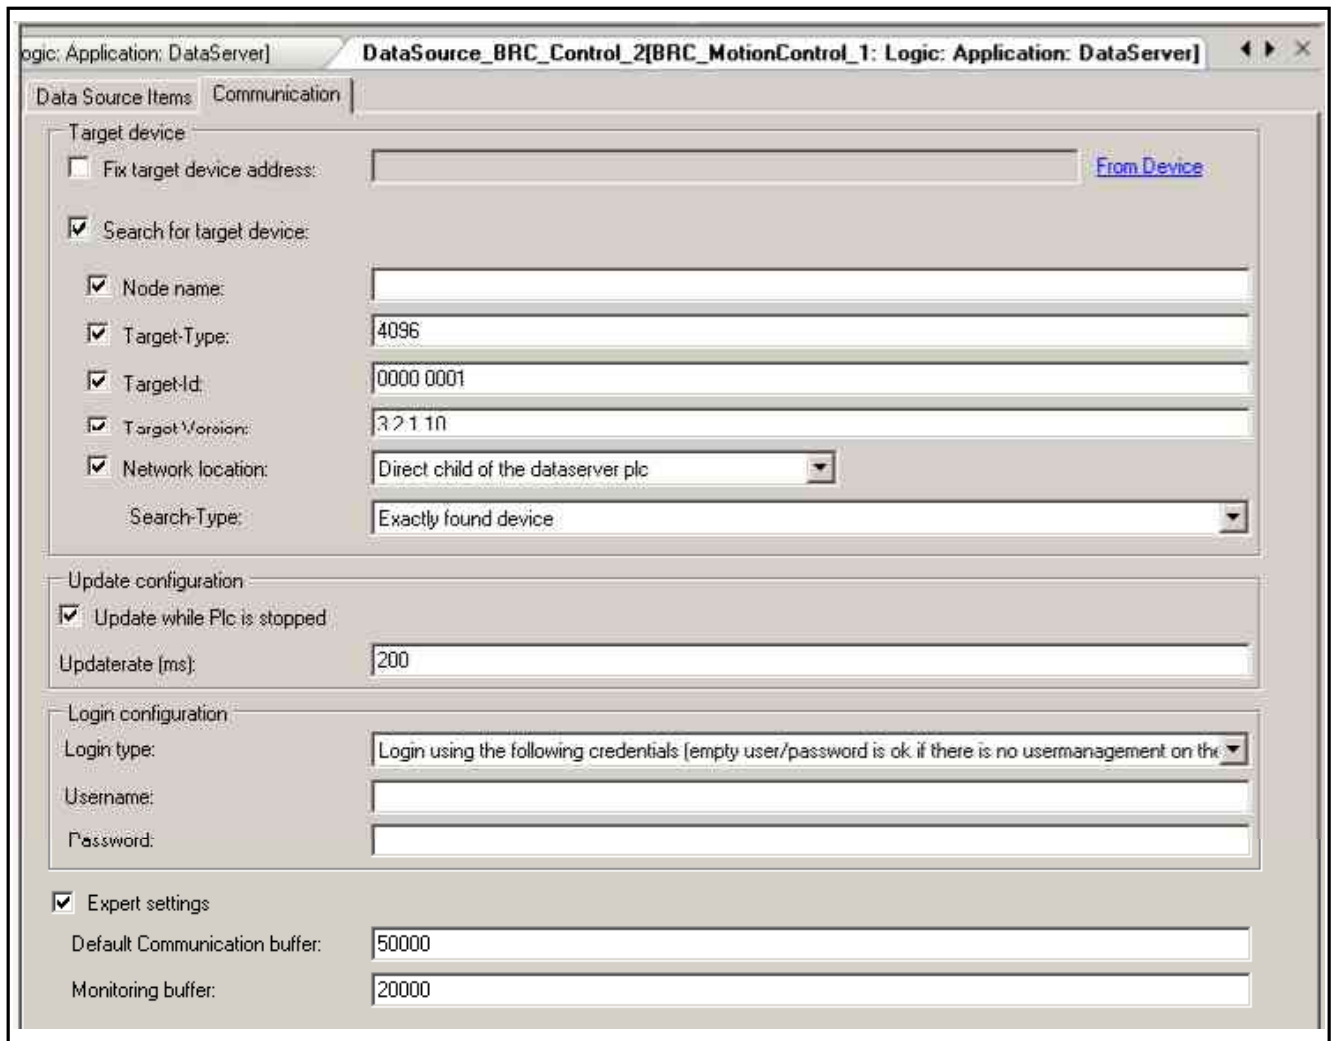 ogic: Application: DataServer] DataSource_BRC_Control_2[BRC_MotionControl_1: Logic: Application: DataServer]
Data Source Items Communication
Target device
Fix target device address: From Device
Search for target device:
Node name:
Target-Type: 4096
Target-Id: 0000 0001
Target-Version: 3.2.1.10
Network location: Direct child of the dataserver plc
Search-Type: Exactly found device
Update configuration
Update while Plc is stopped
Updaterate (ms): 200
Login configuration
Login type: Login using the following credentials (empty user/password is ok if there is no usermanagement on the
Username:
Password:
Expert settings
Default Communication buffer: 50000
Monitoring buffer: 20000